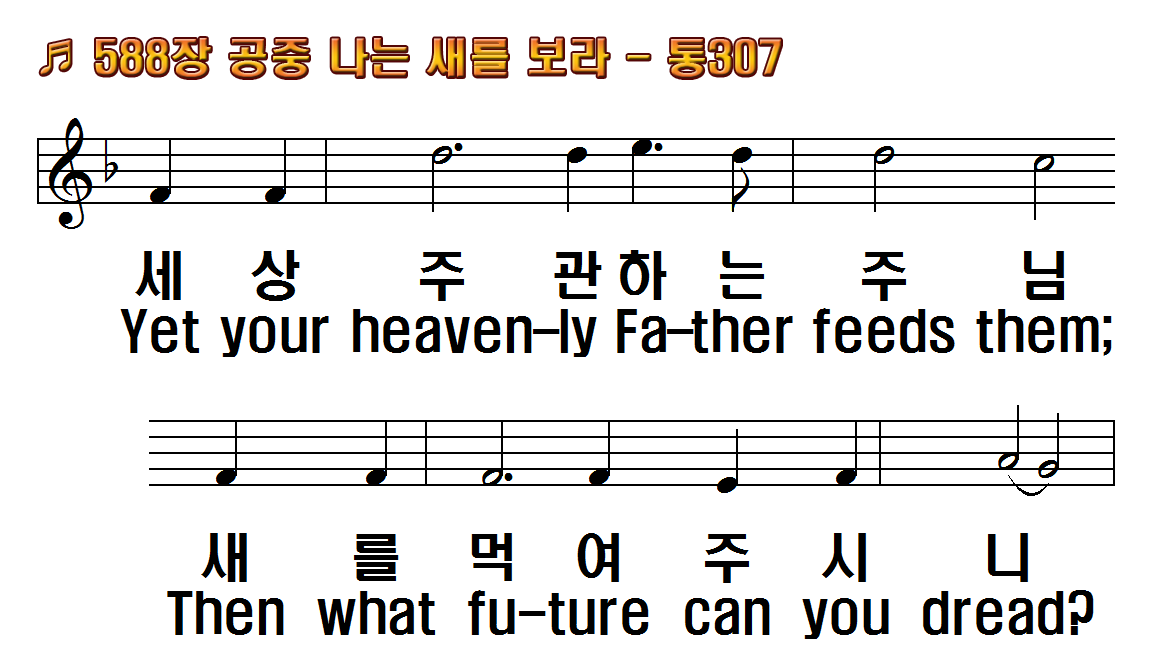 588장 공중 나는 새를 보라 - 통307
세 상 주 관 하 는 주 님
Yet your heaven-ly Fa-ther feeds them;
새 를 먹 여 주 시 니
Then what fu-ture can you dread?